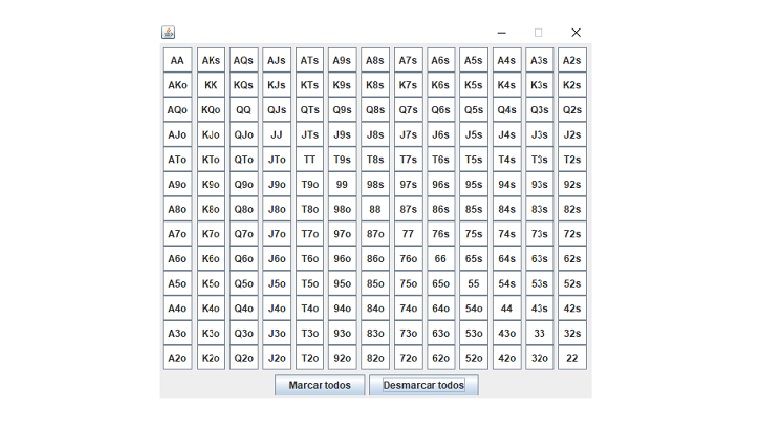 AA AKs AQs AJs ATs A9s A8s A7s A6s A5s A4s A3s A2s
AKo KK KQs KJs KTs K9s K8s K7s K6s K5s K4s K3s K2s
AQo KQo QQ QJs QTs Q9s Q8s Q7s Q6s Q5s Q4s Q3s Q2s
AJo KJo QJo JJ JTs J9s J8s J7s J6s J5s J4s J3s J2s
ATo KTo QTo JTo TT T9s T8s T7s T6s T5s T4s T3s T2s
A9o K9o Q9o J9o T9o 99 98s 97s 96s 95s 94s 93s 92s
A8o K8o Q8o J8o T8o 98o 88 87s 86s 85s 84s 83s 82s
A7o K7o Q7o J7o T7o 97o 87o 77 76s 75s 74s 73s 72s
A6o K6o Q6o J6o T6o 96o 86o 76o 66 65s 64s 63s 62s
A5o K5o Q5o J5o T5o 95o 85o 75o 65o 55 54s 53s 52s
A4o K4o Q4o J4o T4o 94o 84o 74o 64o 54o 44 43s 42s
A3o K3o Q3o J3o T3o 93o 83o 73o 63o 53o 43o 33 32s
A2o K2o Q2o J2o T2o 92o 82o 72o 62o 52o 42o 32o 22
Marcar todos Desmarcar todos